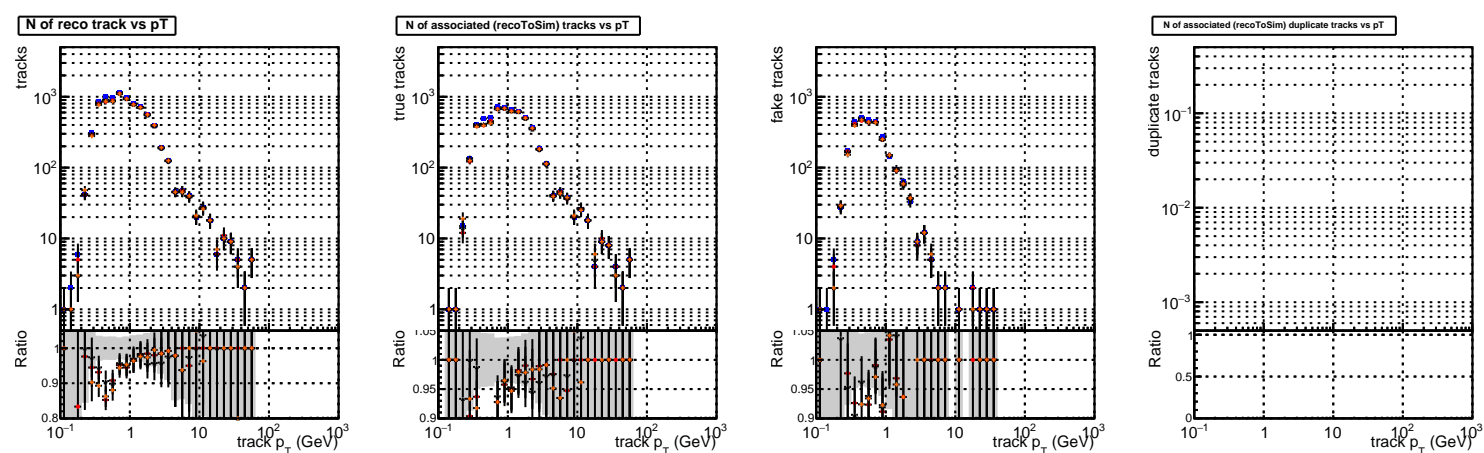 N of reco track vs pT
tracks
10³
10²
10
1
Ratio
1
0.9
0.8
10⁻¹ 1 10 10² 10³
track p_T (GeV)
N of associated (recoToSim) tracks vs pT
true tracks
10³
10²
10
1
Ratio
1.05
1
0.95
0.9
10⁻¹ 1 10 10² 10³
track p_T (GeV)
fake tracks
10³
10²
10
1
Ratio
1.05
1
0.95
0.9
10⁻¹ 1 10 10² 10³
track p_T (GeV)
N of associated (recoToSim) duplicate tracks vs pT
duplicate tracks
10⁻¹
10⁻²
10⁻³
Ratio
1
0.5
0
10⁻¹ 1 10 10² 10³
track p_T (GeV)